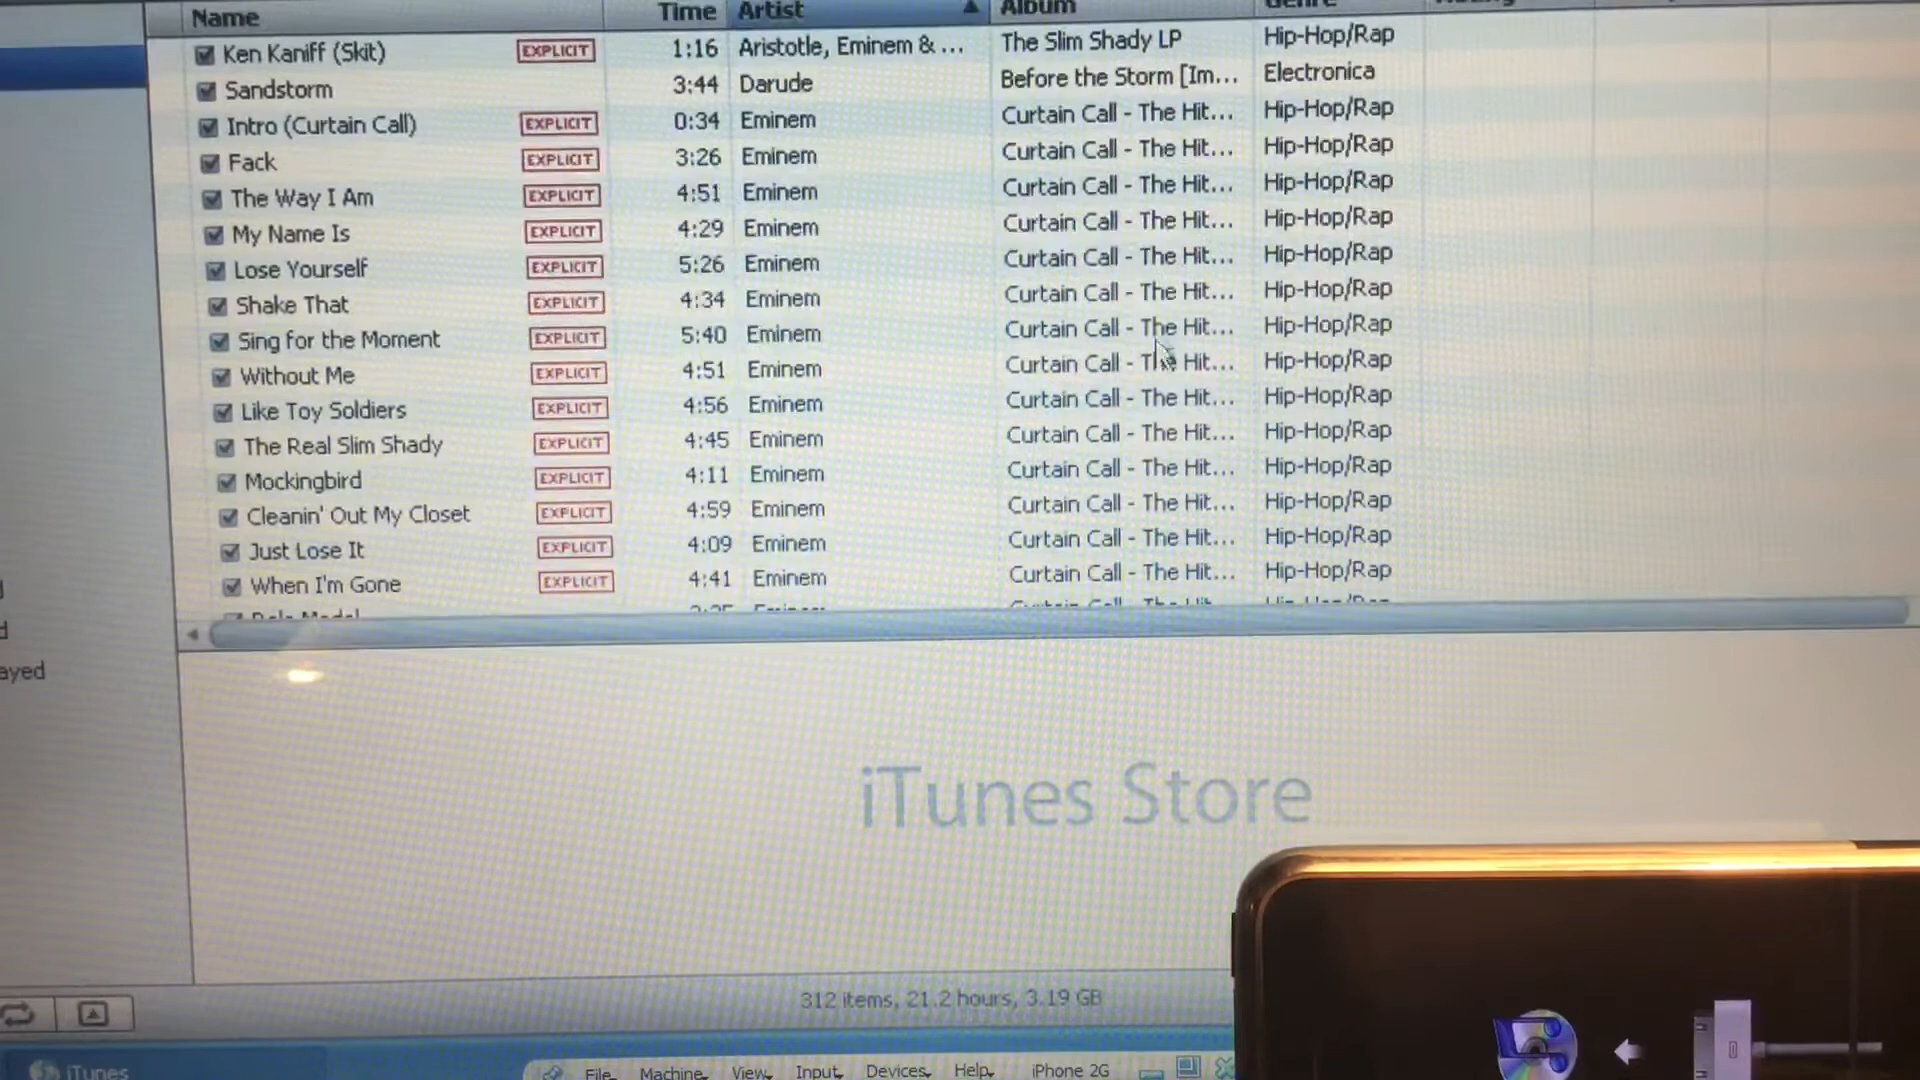 Name Time Artist Album Genre
Ken Kaniff (Skit) EXPLICIT 1:16 Aristotle, Eminem & ... The Slim Shady LP Hip-Hop/Rap
Sandstorm 3:44 Darude Before the Storm [Im... Electronica
Intro (Curtain Call) EXPLICIT 0:34 Eminem Curtain Call - The Hit... Hip-Hop/Rap
Fack EXPLICIT 3:26 Eminem Curtain Call - The Hit... Hip-Hop/Rap
The Way I Am EXPLICIT 4:51 Eminem Curtain Call - The Hit... Hip-Hop/Rap
My Name Is EXPLICIT 4:29 Eminem Curtain Call - The Hit... Hip-Hop/Rap
Lose Yourself EXPLICIT 5:26 Eminem Curtain Call - The Hit... Hip-Hop/Rap
Shake That EXPLICIT 4:34 Eminem Curtain Call - The Hit... Hip-Hop/Rap
Sing for the Moment EXPLICIT 5:40 Eminem Curtain Call - The Hit... Hip-Hop/Rap
Without Me EXPLICIT 4:51 Eminem Curtain Call - The Hit... Hip-Hop/Rap
Like Toy Soldiers EXPLICIT 4:56 Eminem Curtain Call - The Hit... Hip-Hop/Rap
The Real Slim Shady EXPLICIT 4:45 Eminem Curtain Call - The Hit... Hip-Hop/Rap
Mockingbird EXPLICIT 4:11 Eminem Curtain Call - The Hit... Hip-Hop/Rap
Cleanin' Out My Closet EXPLICIT 4:59 Eminem Curtain Call - The Hit... Hip-Hop/Rap
Just Lose It EXPLICIT 4:09 Eminem Curtain Call - The Hit... Hip-Hop/Rap
When I'm Gone EXPLICIT 4:41 Eminem Curtain Call - The Hit... Hip-Hop/Rap
ayed
iTunes Store
312 items, 21.2 hours, 3.19 GB
iTunes
File Machine View Input Devices Help iPhone 2G